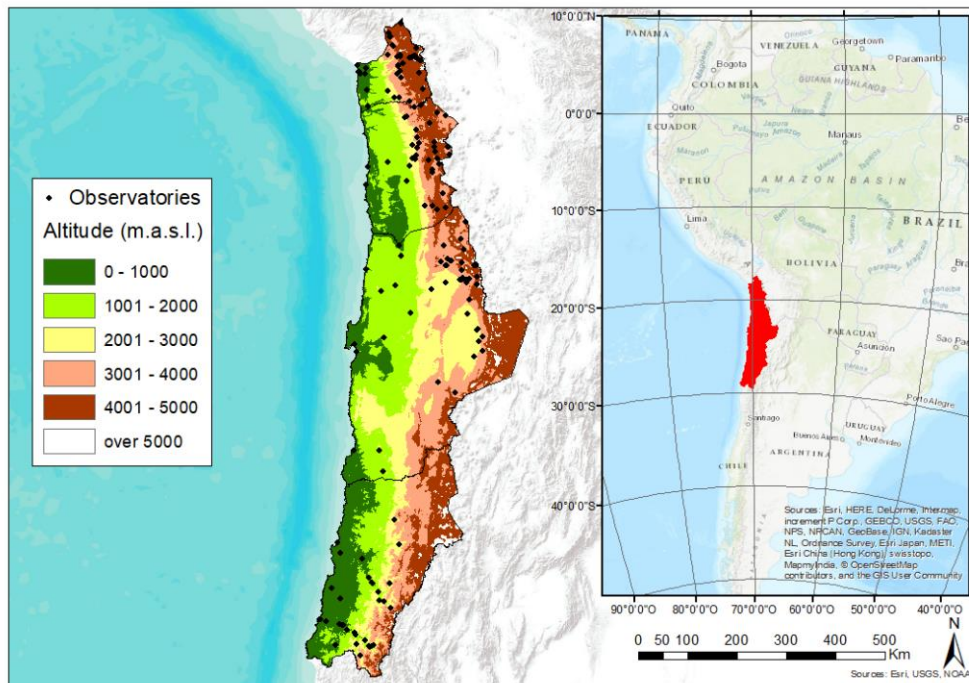 Observatories
Altitude (m.a.s.l.)
0 - 1000
1001 - 2000
2001 - 3000
3001 - 4000
4001 - 5000
over 5000
10°0'0"N
0°0'0"
10°0'0"S
20°0'0"S
30°0'0"S
40°0'0"S
PANAMA
VENEZUELA
Georgetown
GUYANA
Paramaribo
Bogota
COLOMBIA
GUIANA HIGHLANDS
Quito
ECUADOR
Manaus
PERU
AMAZON BASIN
Lima
BRAZIL
BOLIVIA
PARAGUAY
Asunción
Sao Pa
Porto Alegre
Santiago
URUGUAY
Buenos Aires
Montevideo
ARGENTINA
CHILE
Sources: Esri, HERE, DeLorme, Intermap,
increment P Corp., GEBCO, USGS, FAO,
NPS, NRCAN, GeoBase, IGN, Kadaster
NL, Ordnance Survey, Esri Japan, METI,
Esri China (Hong Kong), swisstopo,
MapmyIndia, © OpenStreetMap
contributors, and the GIS User Community
90°0'0"O
80°0'0"O
70°0'0"O
60°0'0"O
50°0'0"O
40°0'0"O
0 50 100 200 300 400 500
Km
N
Sources: Esri, USGS, NOAA